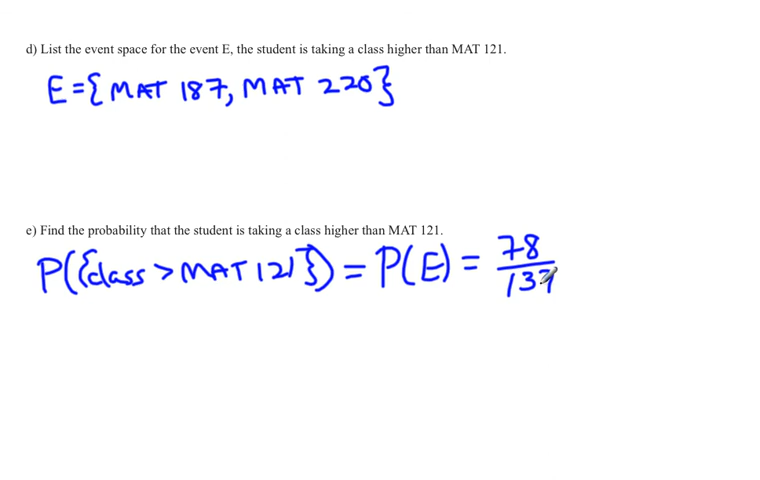 d) List the event space for the event E, the student is taking a class higher than MAT 121.
E = { MAT 187, MAT 220 }
e) Find the probability that the student is taking a class higher than MAT 121.
P({class > MAT 121}) = P(E) = 78/137